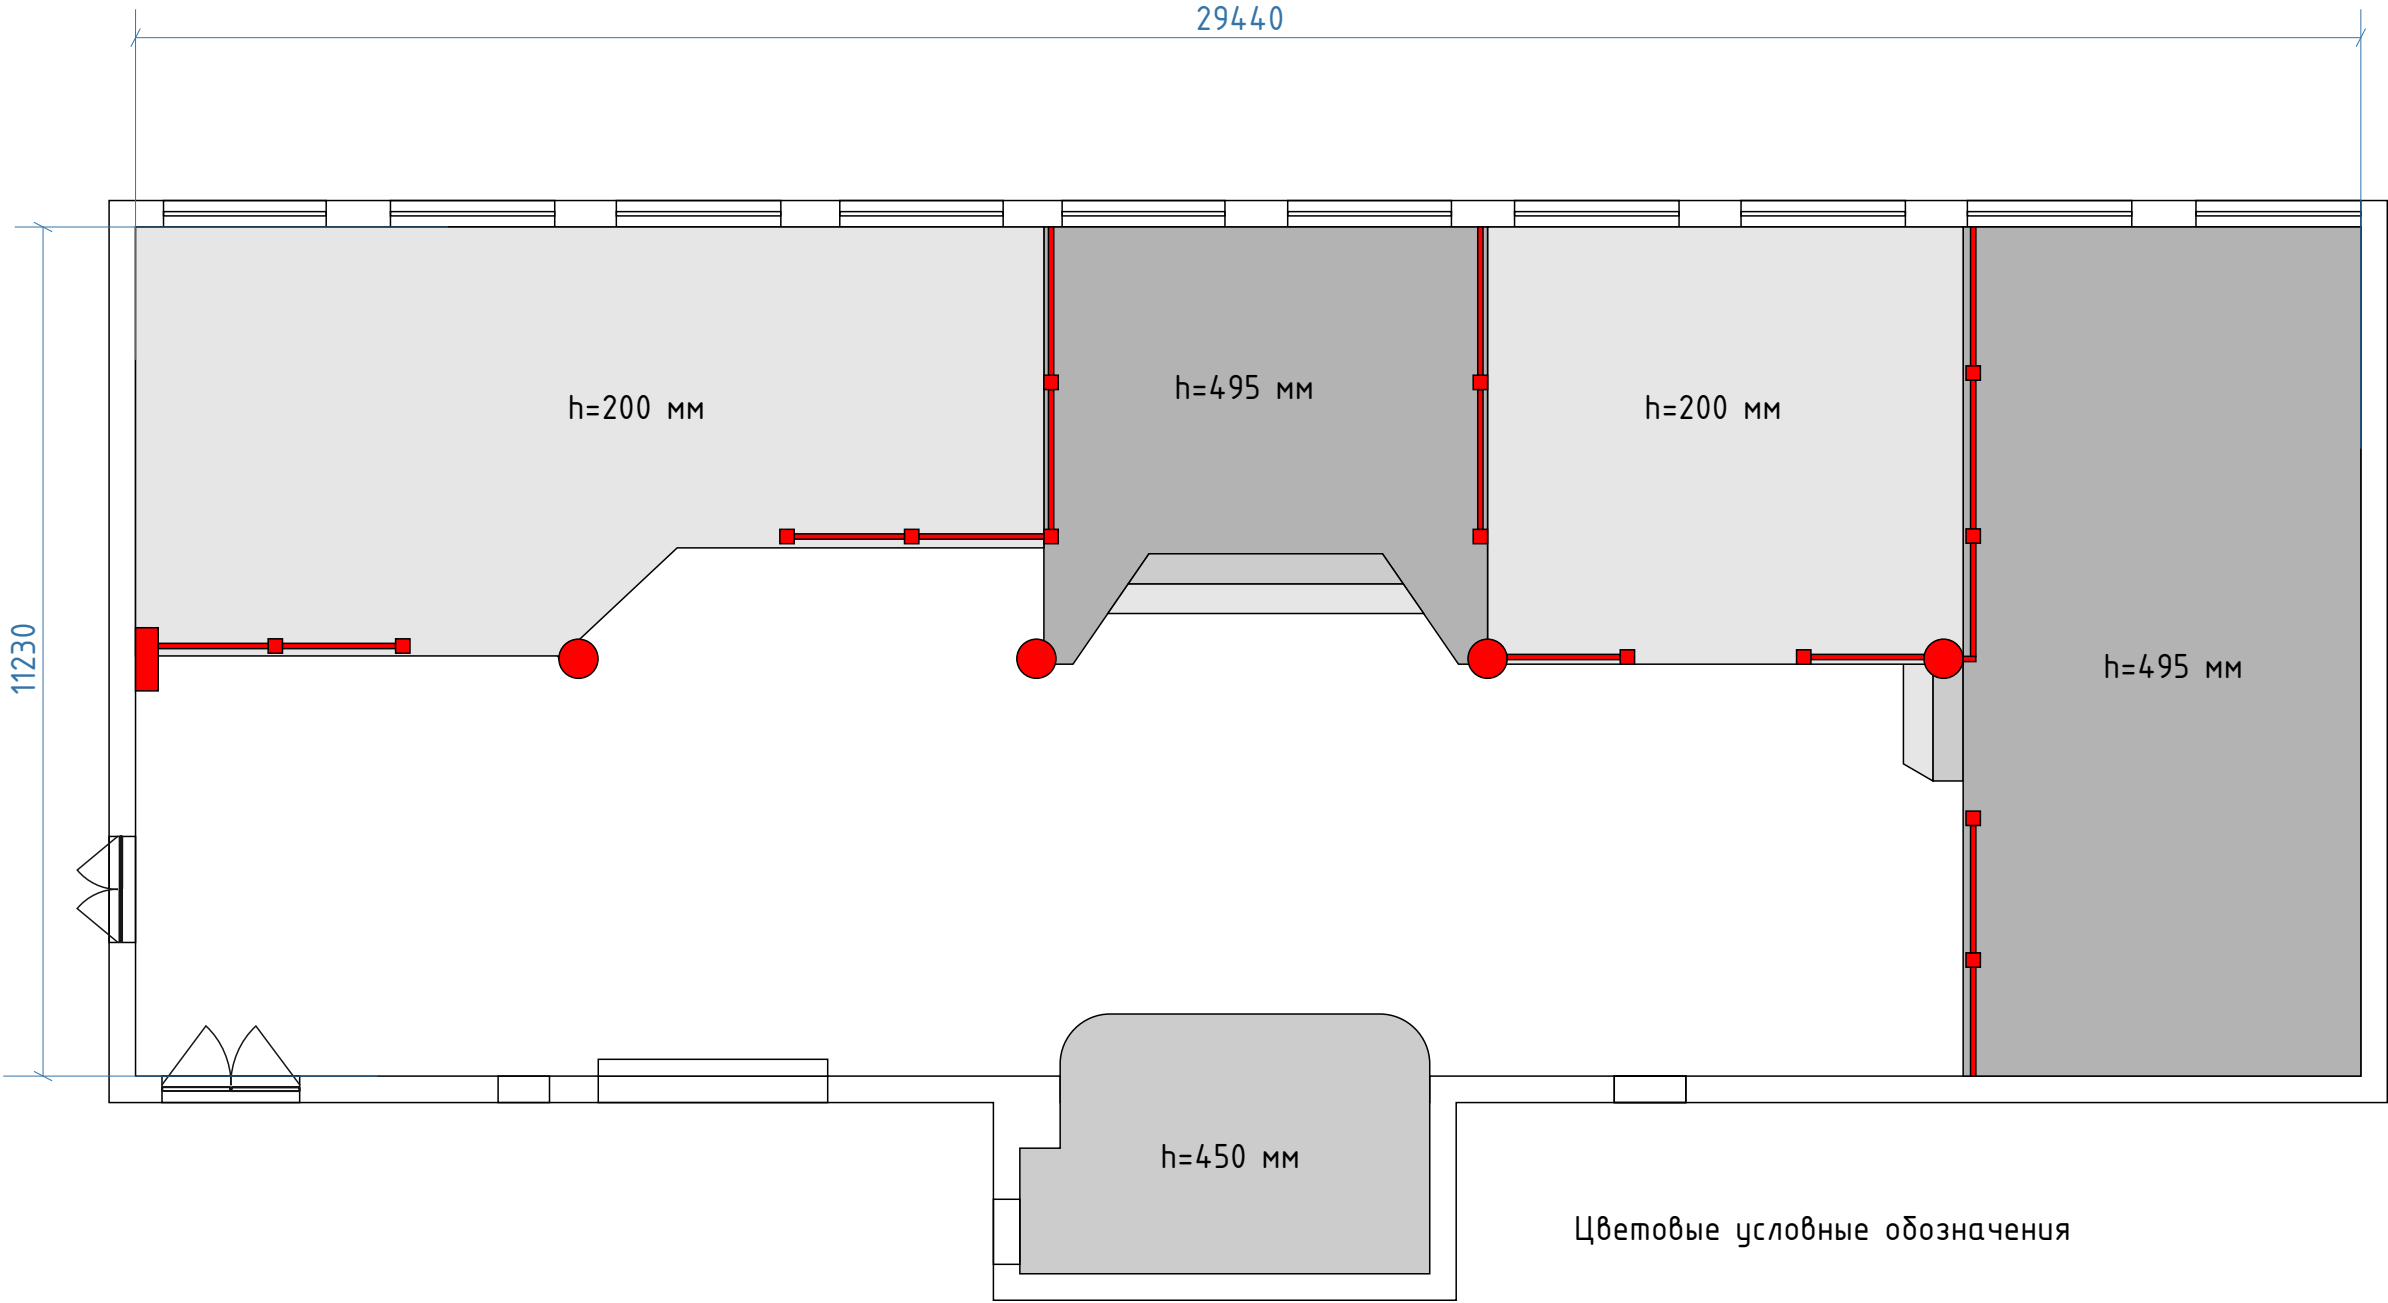 29440
h=495 мм
h=200 мм
h=200 мм
11230
h=495 мм
h=450 мм
Цветовые условные обозначения